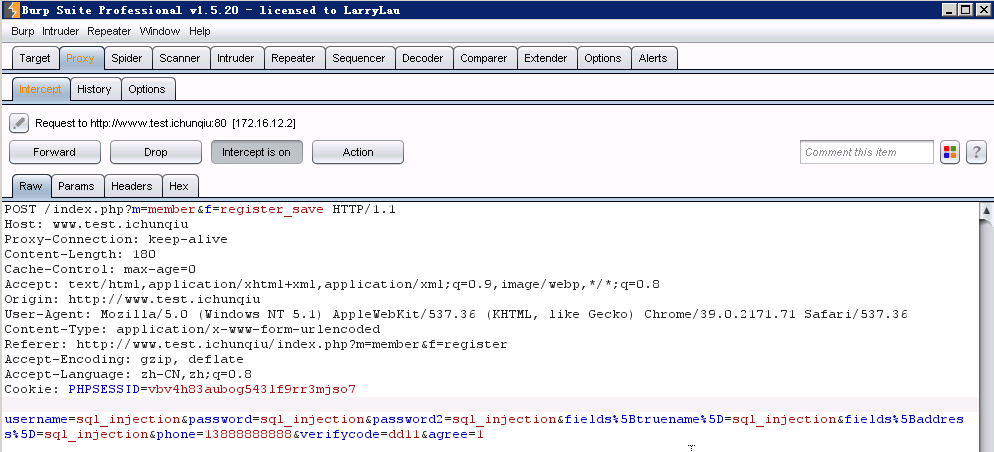 Burp Suite Professional v1.5.20 - licensed to LarryLau
Burp Intruder Repeater Window Help
Target Proxy Spider Scanner Intruder Repeater Sequencer Decoder Comparer Extender Options Alerts
Intercept History Options
Request to http://www.test.ichunqiu:80 [172.16.12.2]
Forward Drop Intercept is on Action Comment this item ?
Raw Params Headers Hex
POST /index.php?m=member&f=register_save HTTP/1.1
Host: www.test.ichunqiu
Proxy-Connection: keep-alive
Content-Length: 180
Cache-Control: max-age=0
Accept: text/html,application/xhtml+xml,application/xml;q=0.9,image/webp,*/*;q=0.8
Origin: http://www.test.ichunqiu
User-Agent: Mozilla/5.0 (Windows NT 5.1) AppleWebKit/537.36 (KHTML, like Gecko) Chrome/39.0.2171.71 Safari/537.36
Content-Type: application/x-www-form-urlencoded
Referer: http://www.test.ichunqiu/index.php?m=member&f=register
Accept-Encoding: gzip, deflate
Accept-Language: zh-CN,zh;q=0.8
Cookie: PHPSESSID=vbv4h83aubog5431f9rr3mjso7
username=sql_injection&password=sql_injection&password2=sql_injection&fields%5Btruename%5D=sql_injection&fields%5Baddres
s%5D=sql_injection&phone=13888888888&verifycode=dd11&agree=1